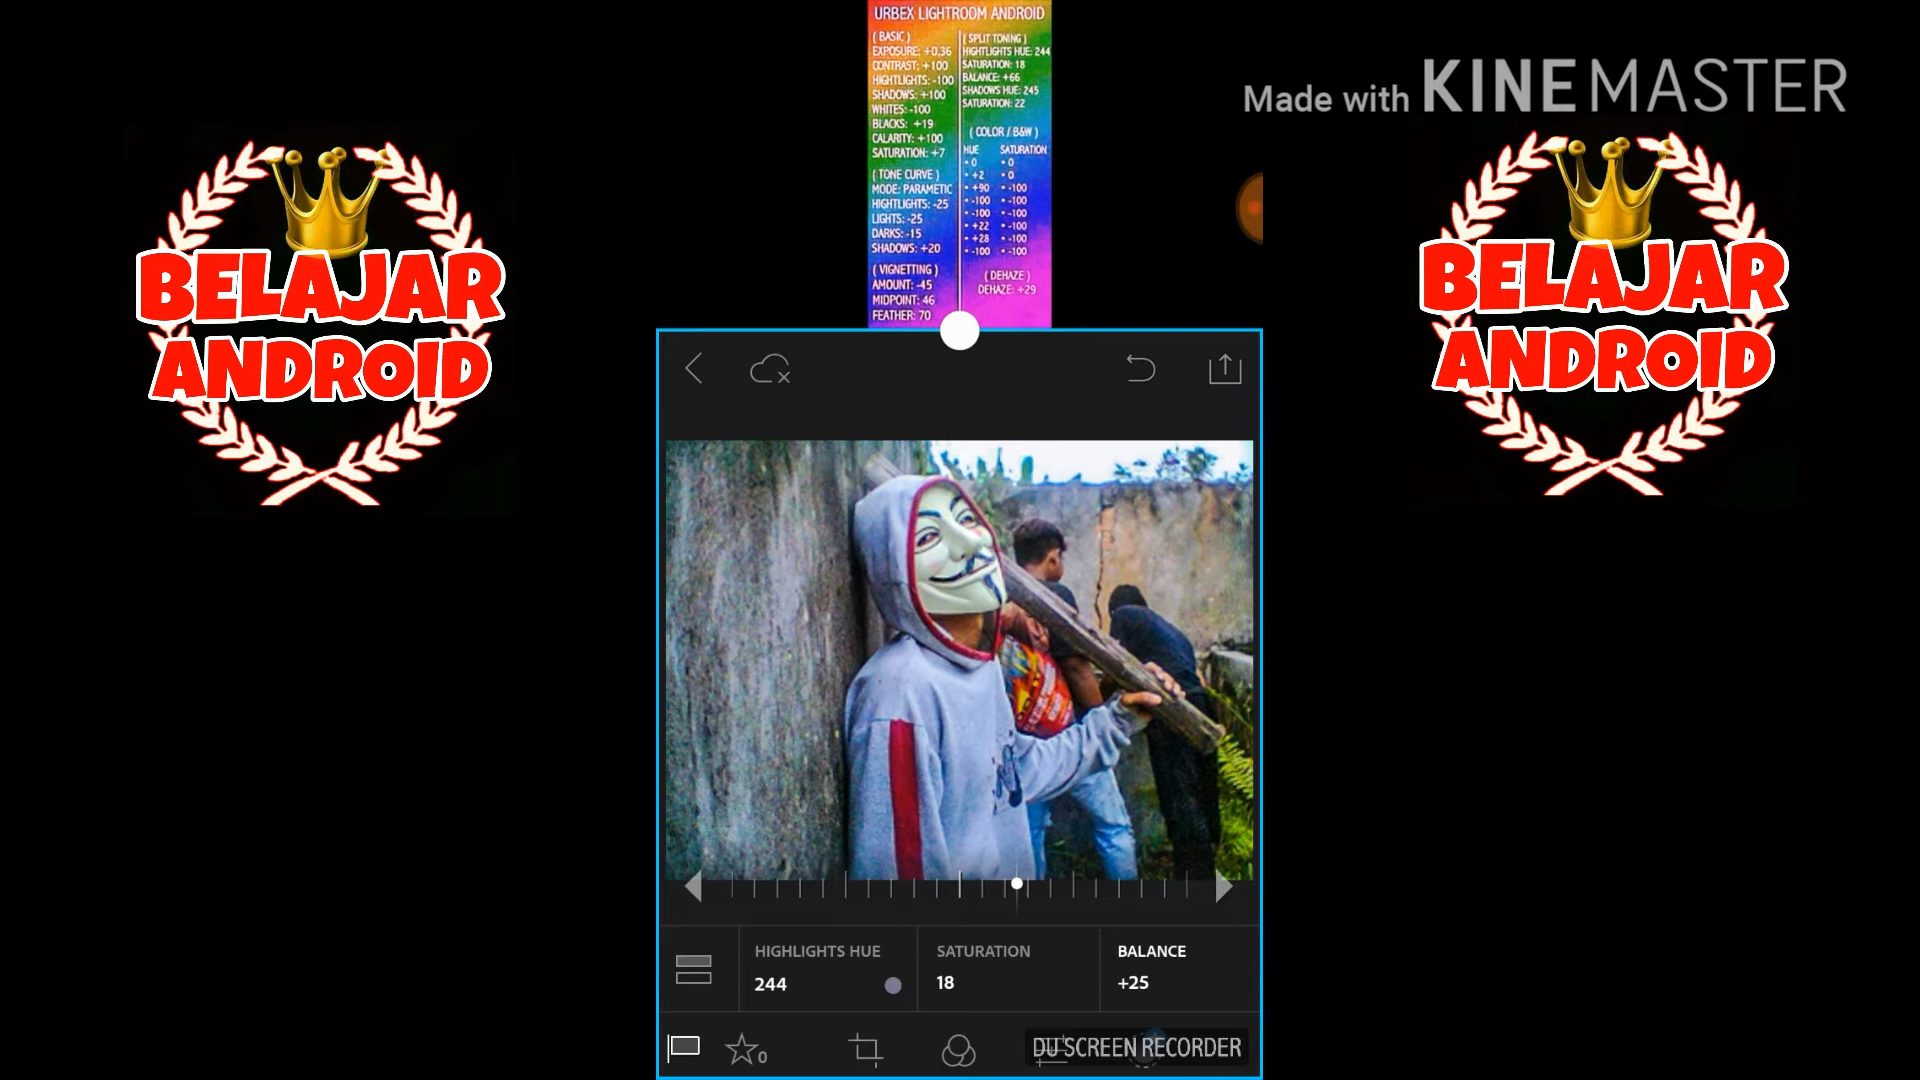 URBEX LIGHTROOM ANDROID
( BASIC )
EXPOSURE: +0,36
CONTRAST: +100
HIGHTLIGHTS: -100
SHADOWS: +100
WHITES: -100
BLACKS: +19
CALARITY: +100
SATURATION: +7
( TONE CURVE )
MODE: PARAMETIC
HIGHTLIGHTS: -25
LIGHTS: -25
DARKS: -15
SHADOWS: +20
( VIGNETTING )
AMOUNT: -45
MIDPOINT: 46
FEATHER: 70
( SPLIT TONING )
HIGHTLIGHTS HUE: 244
SATURATION: 18
BALANCE: +66
SHADOWS HUE: 245
SATURATION: 22
( COLOR / B&W )
HUE SATURATION
• 0 • 0
• +2 • 0
• +90 • -100
• -100 • -100
• -100 • -100
• +22 • -100
• +28 • -100
• -100 • -100
( DEHAZE )
DEHAZE: +29
Made with KINEMASTER
BELAJAR
ANDROID
BELAJAR
ANDROID
HIGHLIGHTS HUE SATURATION BALANCE
244 18 +25
0
DU SCREEN RECORDER